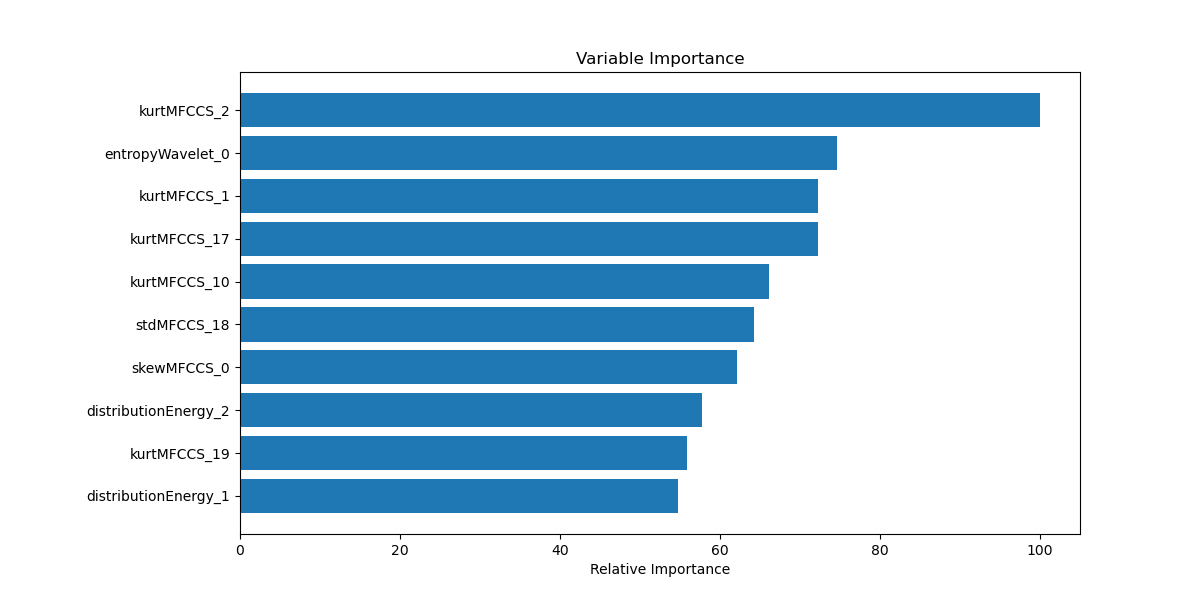 Variable Importance
kurtMFCCS_2
entropyWavelet_0
kurtMFCCS_1
kurtMFCCS_17
kurtMFCCS_10
stdMFCCS_18
skewMFCCS_0
distributionEnergy_2
kurtMFCCS_19
distributionEnergy_1
0 20 40 60 80 100
Relative Importance